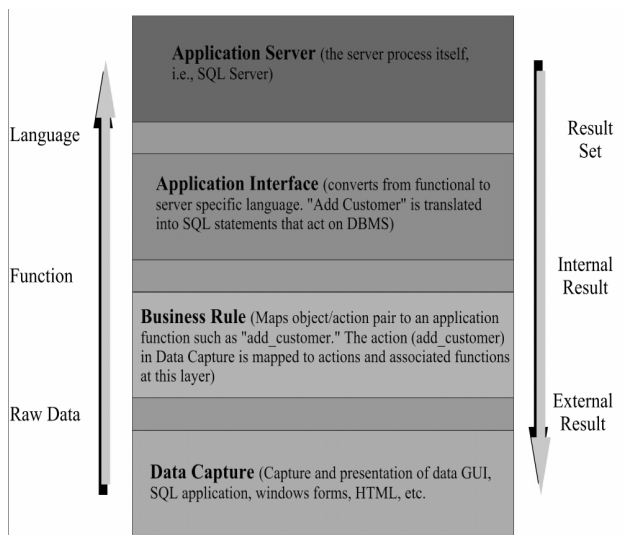 Application Server (the server process itself,
i.e., SQL Server)
Language
Result
Set
Application Interface (converts from functional to
server specific language. "Add Customer" is translated
into SQL statements that act on DBMS)
Function
Internal
Result
Business Rule (Maps object/action pair to an application
function such as "add_customer." The action (add_customer)
in Data Capture is mapped to actions and associated functions
at this layer)
Raw Data
External
Result
Data Capture (Capture and presentation of data GUI,
SQL application, windows forms, HTML, etc.